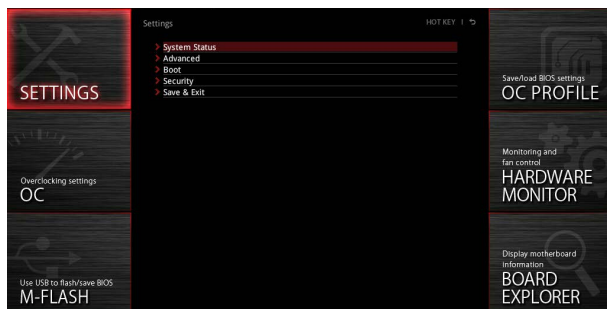 Settings
HOT KEY | ↩
System Status
Advanced
Boot
Security
Save & Exit
SETTINGS
Overclocking settings
OC
Use USB to flash/save BIOS
M-FLASH
Save/load BIOS settings
OC PROFILE
Monitoring and
fan control
HARDWARE
MONITOR
Display motherboard
information
BOARD
EXPLORER